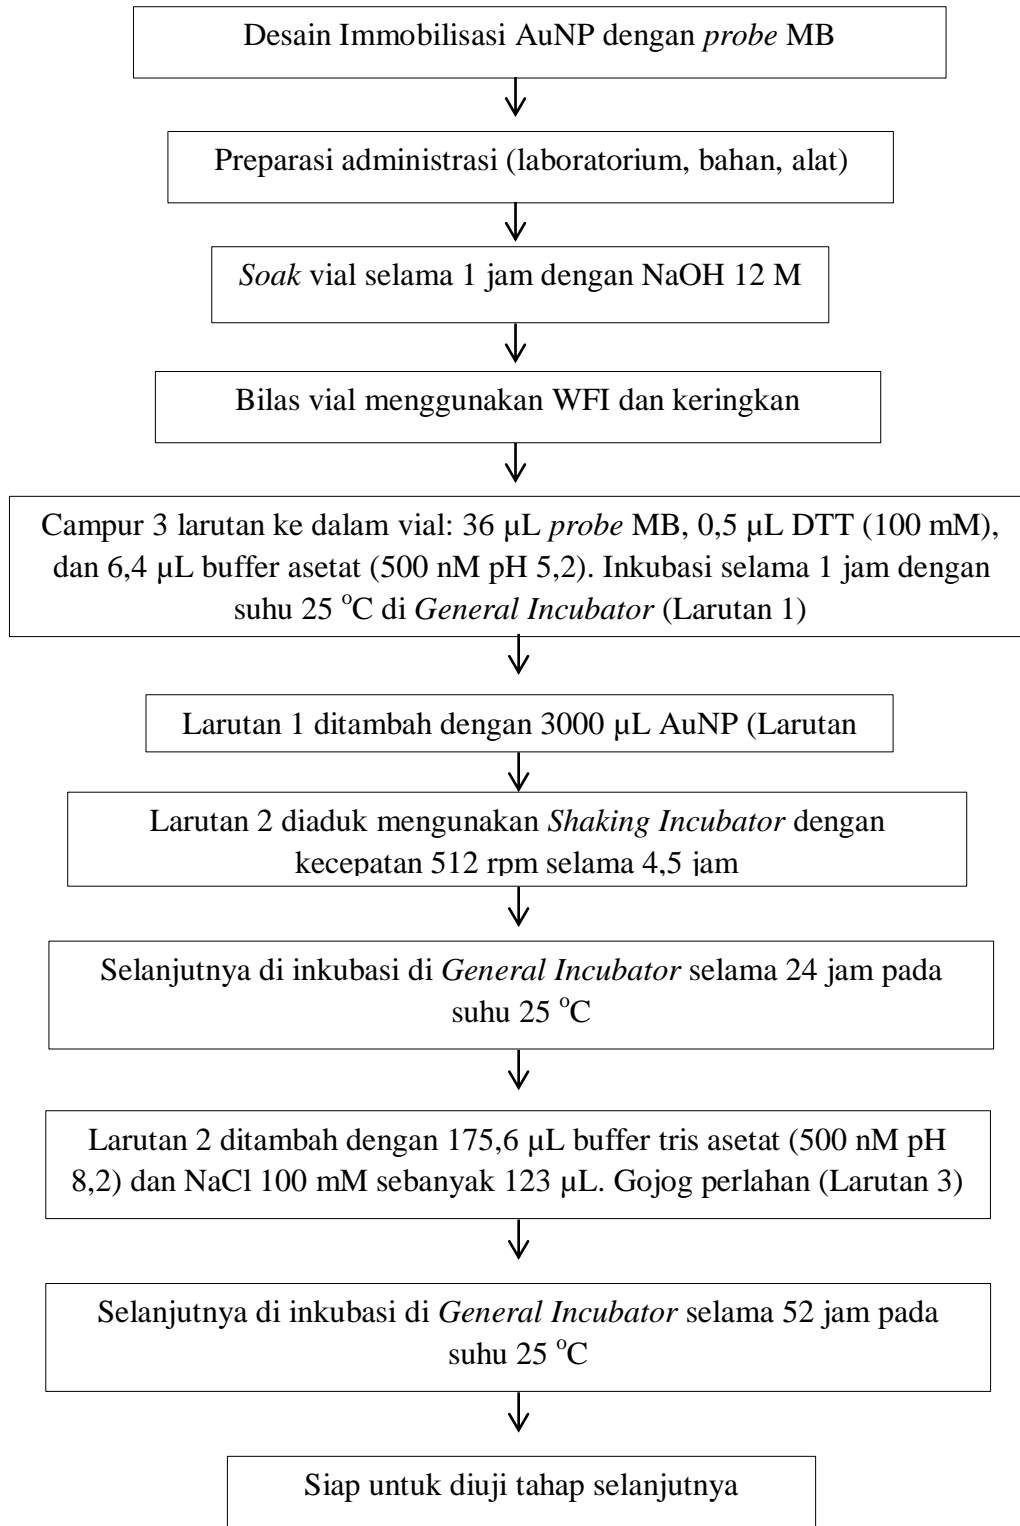 Desain Immobilisasi AuNP dengan probe MB
Preparasi administrasi (laboratorium, bahan, alat)
Soak vial selama 1 jam dengan NaOH 12 M
Bilas vial menggunakan WFI dan keringkan
Campur 3 larutan ke dalam vial: 36 µL probe MB, 0,5 µL DTT (100 mM),
dan 6,4 µL buffer asetat (500 nM pH 5,2). Inkubasi selama 1 jam dengan
suhu 25 °C di General Incubator (Larutan 1)
Larutan 1 ditambah dengan 3000 µL AuNP (Larutan
Larutan 2 diaduk mengunakan Shaking Incubator dengan
kecepatan 512 rpm selama 4,5 jam
Selanjutnya di inkubasi di General Incubator selama 24 jam pada
suhu 25 °C
Larutan 2 ditambah dengan 175,6 µL buffer tris asetat (500 nM pH
8,2) dan NaCl 100 mM sebanyak 123 µL. Gojog perlahan (Larutan 3)
Selanjutnya di inkubasi di General Incubator selama 52 jam pada
suhu 25 °C
Siap untuk diuji tahap selanjutnya